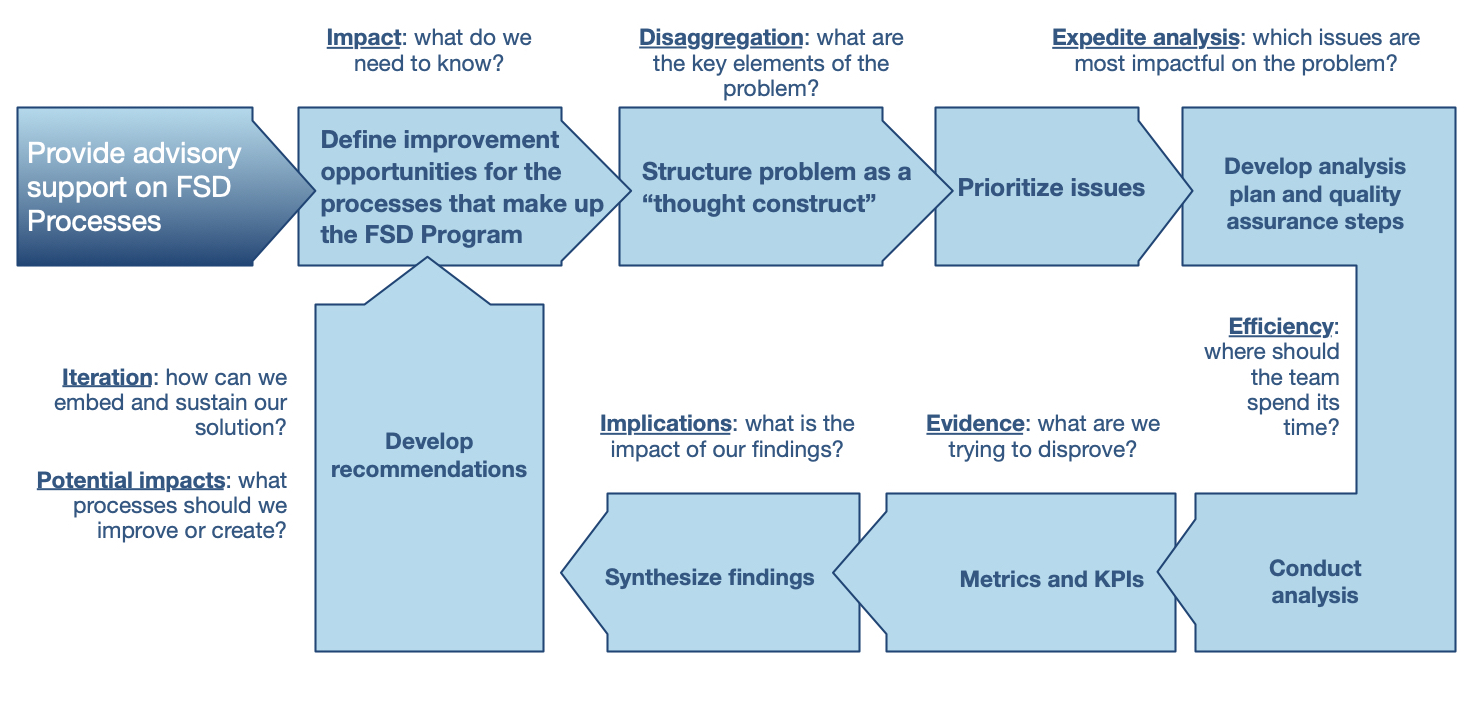 Impact: what do we
need to know?
Disaggregation: what are
the key elements of the
problem?
Expedite analysis: which issues are
most impactful on the problem?
Provide advisory
support on FSD
Processes
Define improvement
opportunities for the
processes that make up
the FSD Program
Structure problem as a
“thought construct”
Prioritize issues
Develop analysis
plan and quality
assurance steps
Efficiency:
where should
the team
spend its
time?
Conduct
analysis
Evidence: what are we
trying to disprove?
Metrics and KPIs
Implications: what is the
impact of our findings?
Synthesize findings
Develop
recommendations
Iteration: how can we
embed and sustain our
solution?
Potential impacts: what
processes should we
improve or create?